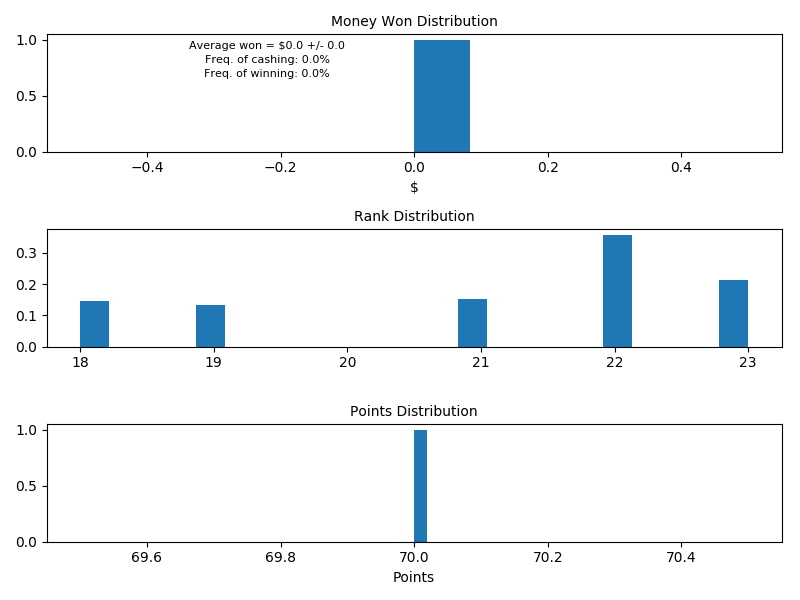 Money Won Distribution
1.0
Average won = $0.0 +/- 0.0
Freq. of cashing: 0.0%
Freq. of winning: 0.0%
0.5
0.0
−0.4 −0.2 0.0 0.2 0.4
$
Rank Distribution
0.3
0.2
0.1
0.0
18 19 20 21 22 23
Points Distribution
1.0
0.5
0.0
69.6 69.8 70.0 70.2 70.4
Points